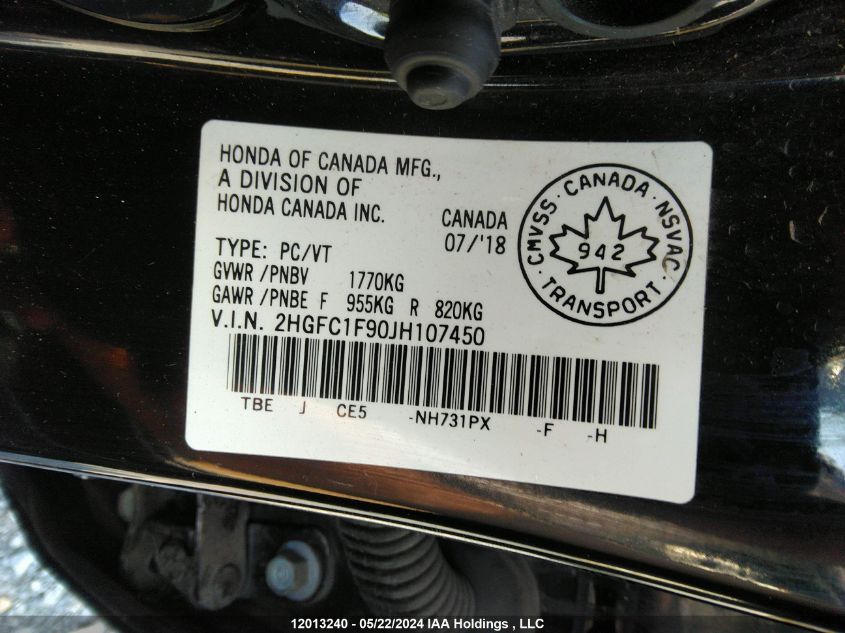 HONDA OF CANADA MFG.,
A DIVISION OF
HONDA CANADA INC.
CANADA
07/'18
TYPE: PC/VT
GVWR /PNBV 1770KG
GAWR /PNBE F 955KG R 820KG
V.I.N. 2HGFC1F90JH107450
TBE J CE5 -NH731PX -F -H
CMVSS · CANADA · NSVAC
942
TRANSPORT
12013240 - 05/22/2024 IAA Holdings , LLC